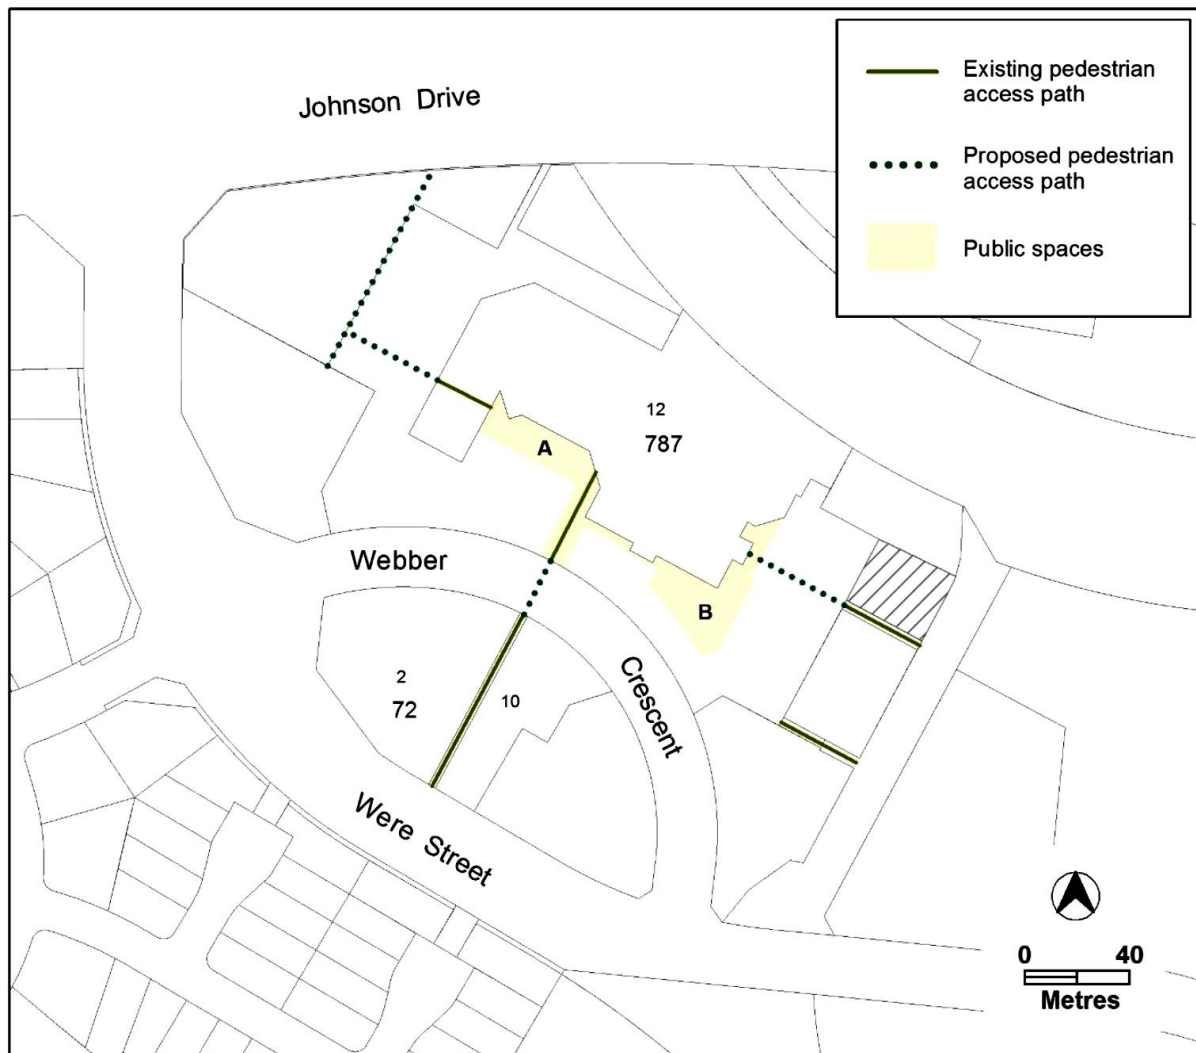 Johnson Drive
Existing pedestrian
access path
Proposed pedestrian
access path
Public spaces
12
787
A
Webber
B
2
72
10
Crescent
Were Street
0 40
Metres